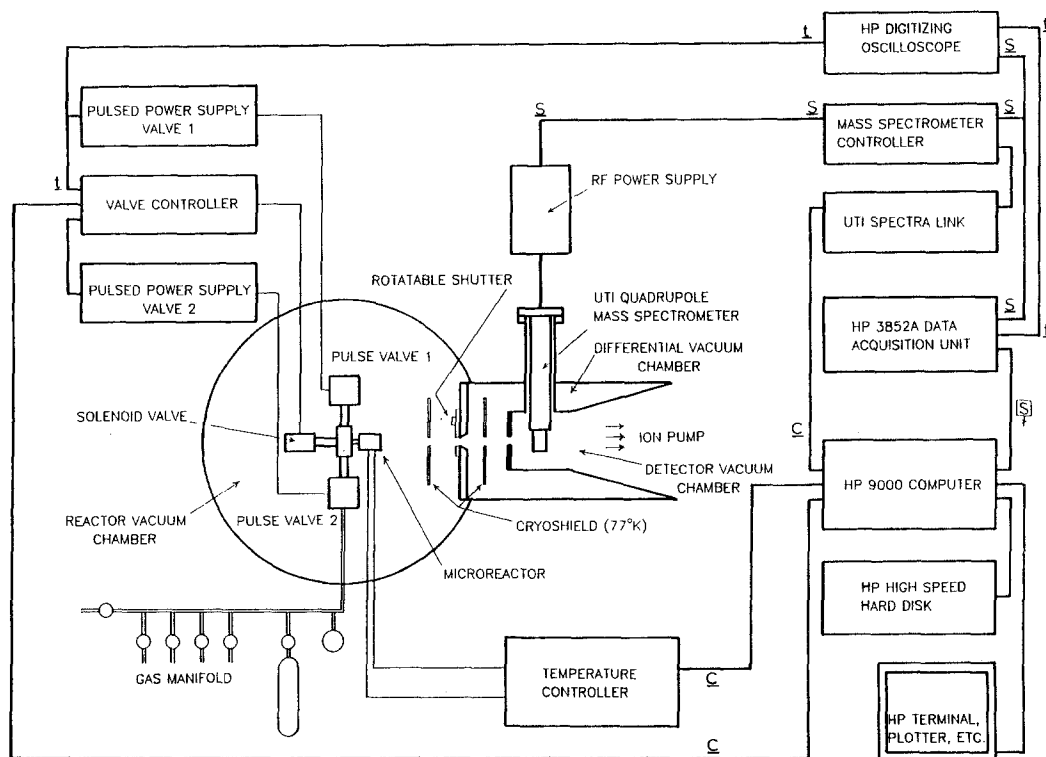 t
HP DIGITIZING
OSCILLOSCOPE
t
S
PULSED POWER SUPPLY
VALVE 1
S
S
MASS SPECTROMETER
CONTROLLER
S
RF POWER SUPPLY
t
VALVE CONTROLLER
UTI SPECTRA LINK
PULSED POWER SUPPLY
VALVE 2
ROTATABLE SHUTTER
UTI QUADRUPOLE
MASS SPECTROMETER
S
HP 3852A DATA
ACQUISITION UNIT
t
DIFFERENTIAL VACUUM
CHAMBER
PULSE VALVE 1
SOLENOID VALVE
S
C
ION PUMP
DETECTOR VACUUM
CHAMBER
HP 9000 COMPUTER
REACTOR VACUUM
CHAMBER
PULSE VALVE 2
CRYOSHIELD (77°K)
MICROREACTOR
HP HIGH SPEED
HARD DISK
GAS MANIFOLD
TEMPERATURE
CONTROLLER
C
HP TERMINAL,
PLOTTER, ETC.
C